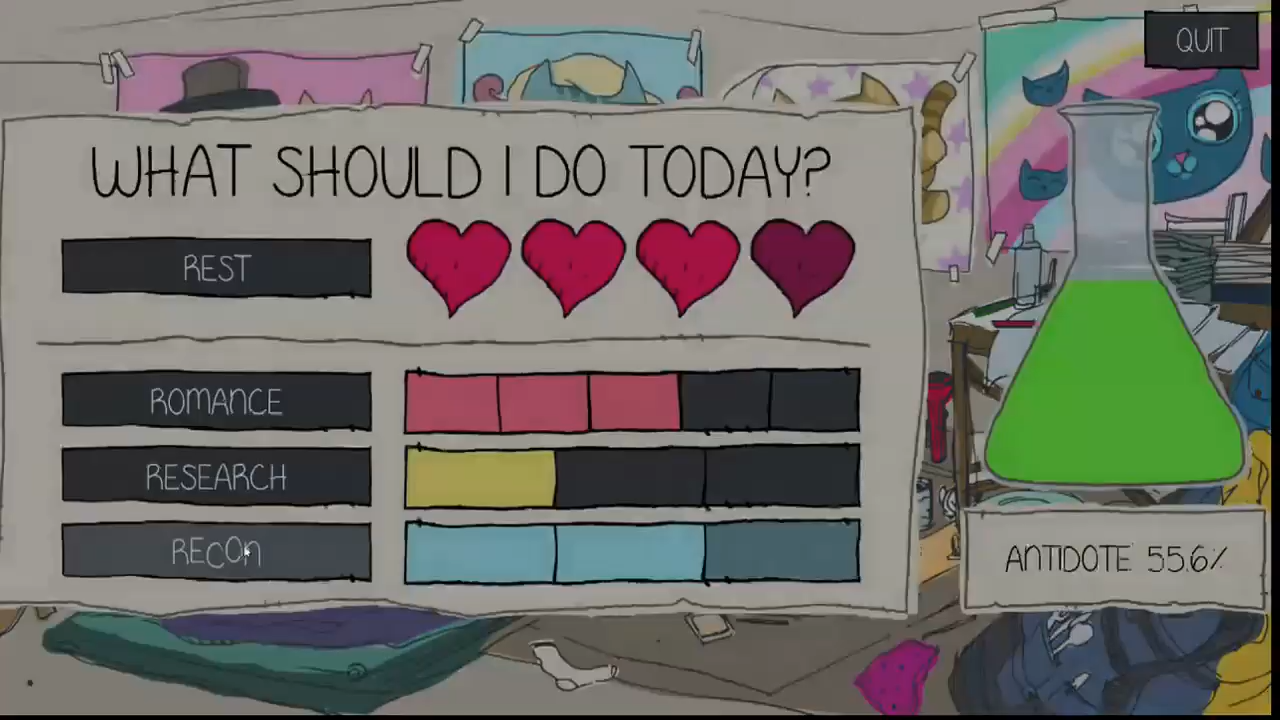 QUIT
WHAT SHOULD I DO TODAY?
REST
ROMANCE
RESEARCH
RECON
ANTIDOTE 55.6%